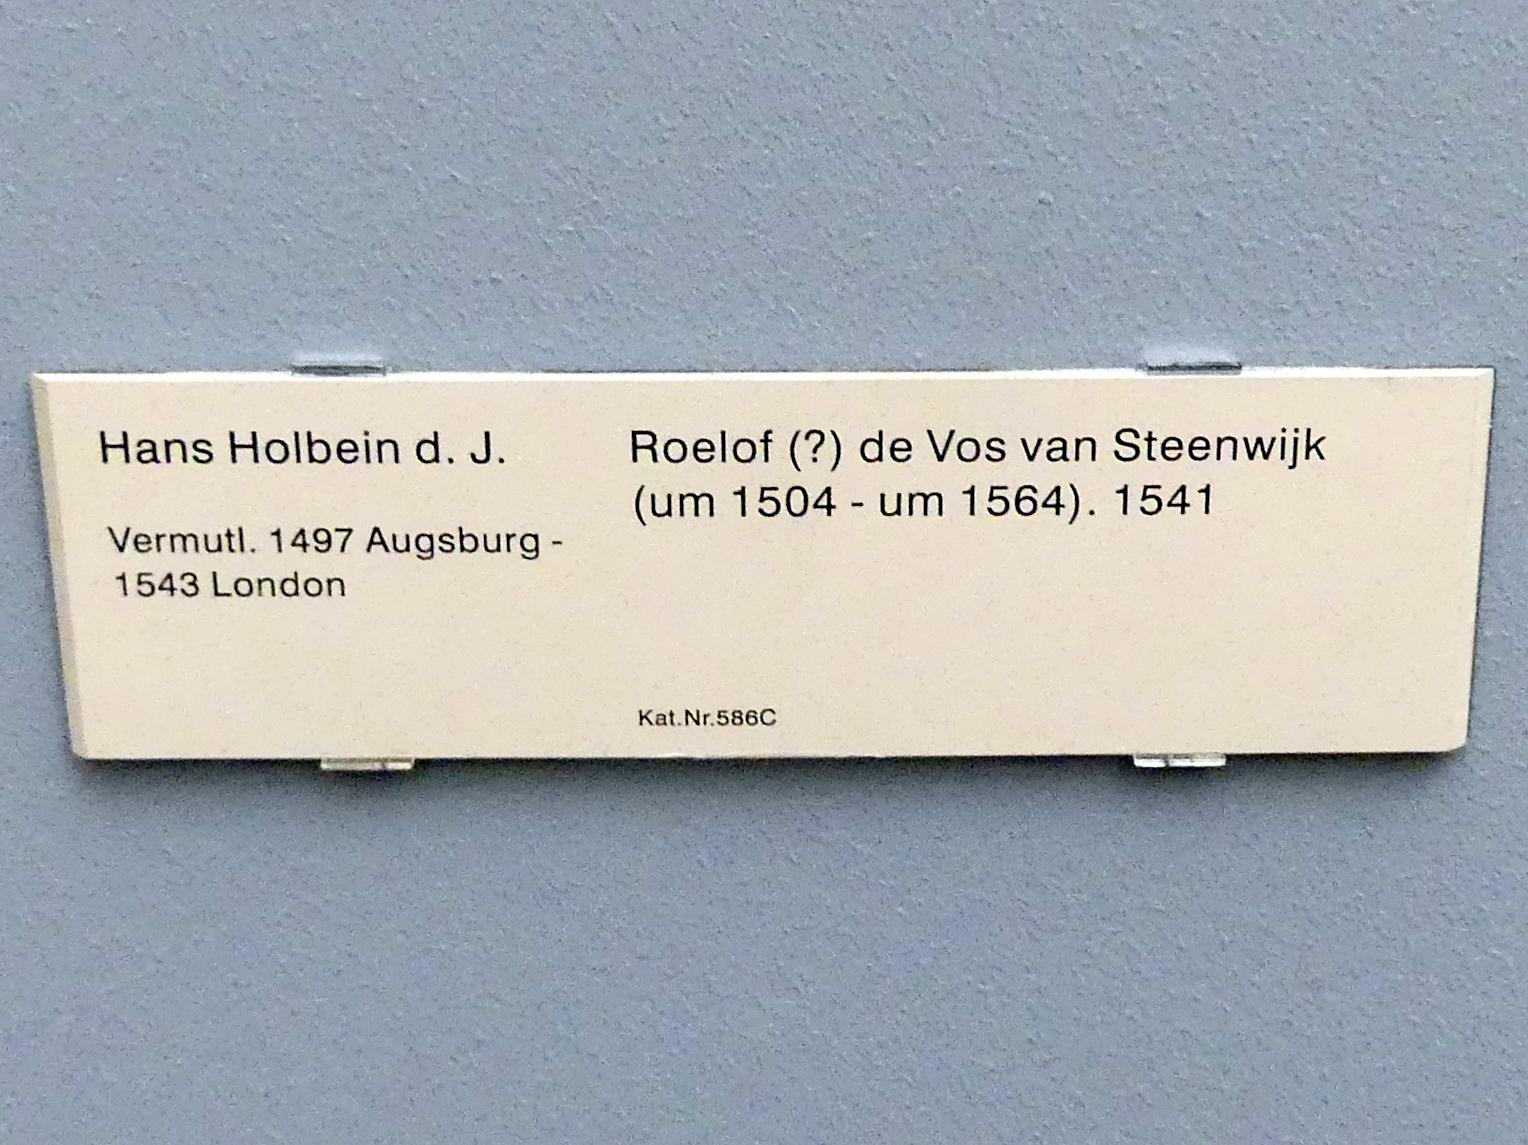 Hans Holbein d. J.
Vermutl. 1497 Augsburg -
1543 London
Roelof (?) de Vos van Steenwijk
(um 1504 - um 1564). 1541
Kat.Nr.586C